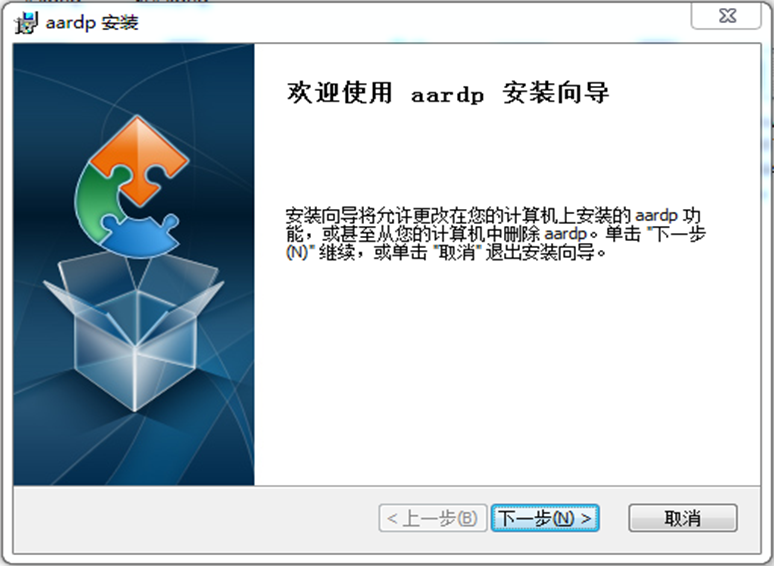 aardp 安装
欢迎使用 aardp 安装向导
安装向导将允许更改在您的计算机上安装的 aardp 功
能，或甚至从您的计算机中删除 aardp。单击 "下一步
(N)" 继续，或单击 "取消" 退出安装向导。
< 上一步(B) 下一步(N) > 取消